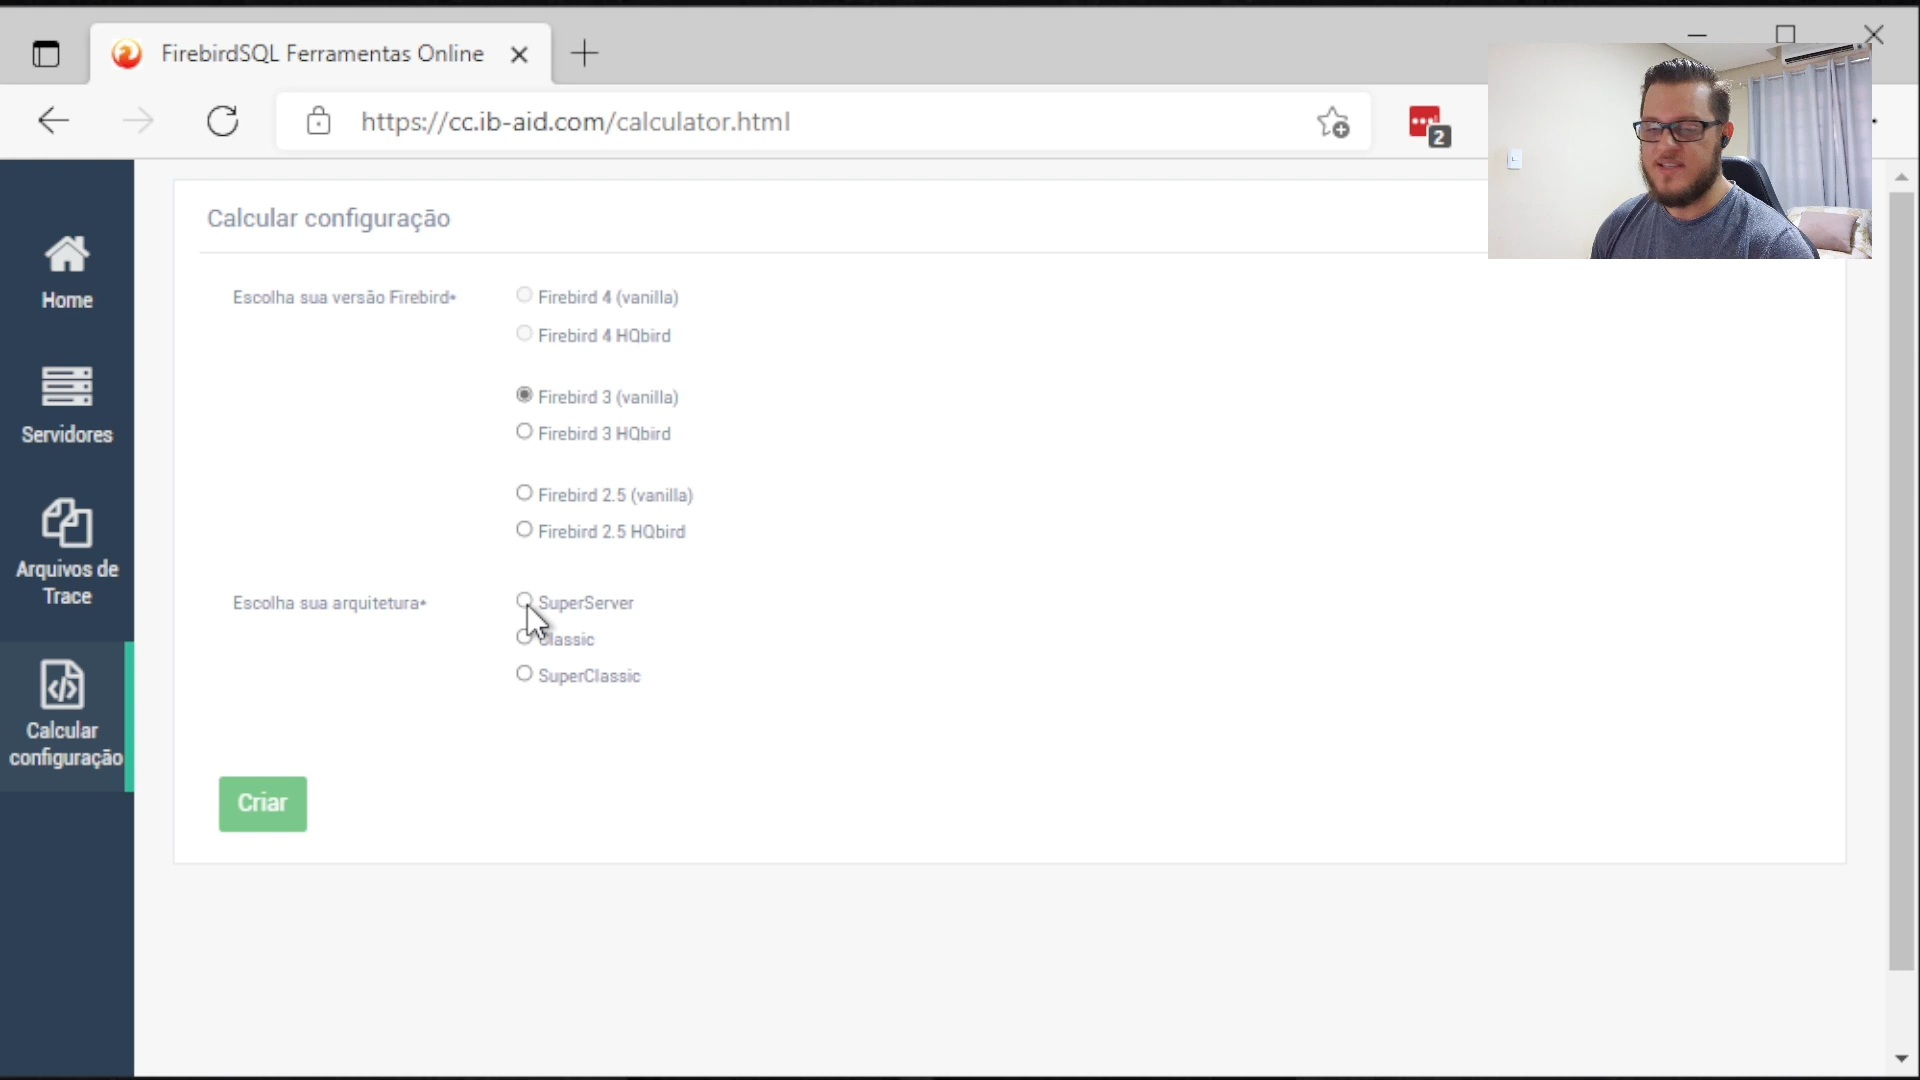 FirebirdSQL Ferramentas Online
https://cc.ib-aid.com/calculator.html
2
Home
Servidores
Arquivos de
Trace
Calcular
configuração
Calcular configuração
Escolha sua versão Firebird*
Firebird 4 (vanilla)
Firebird 4 HQbird
Firebird 3 (vanilla)
Firebird 3 HQbird
Firebird 2.5 (vanilla)
Firebird 2.5 HQbird
Escolha sua arquitetura*
SuperServer
Classic
SuperClassic
Criar